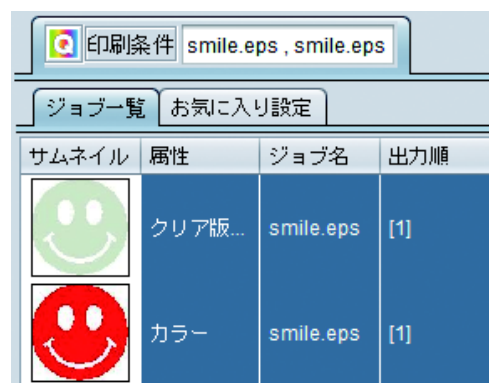 印刷条件 smile.eps , smile.eps
ジョブ一覧 お気に入り設定
サムネイル 属性 ジョブ名 出力順
クリア版... smile.eps [1]
カラー smile.eps [1]